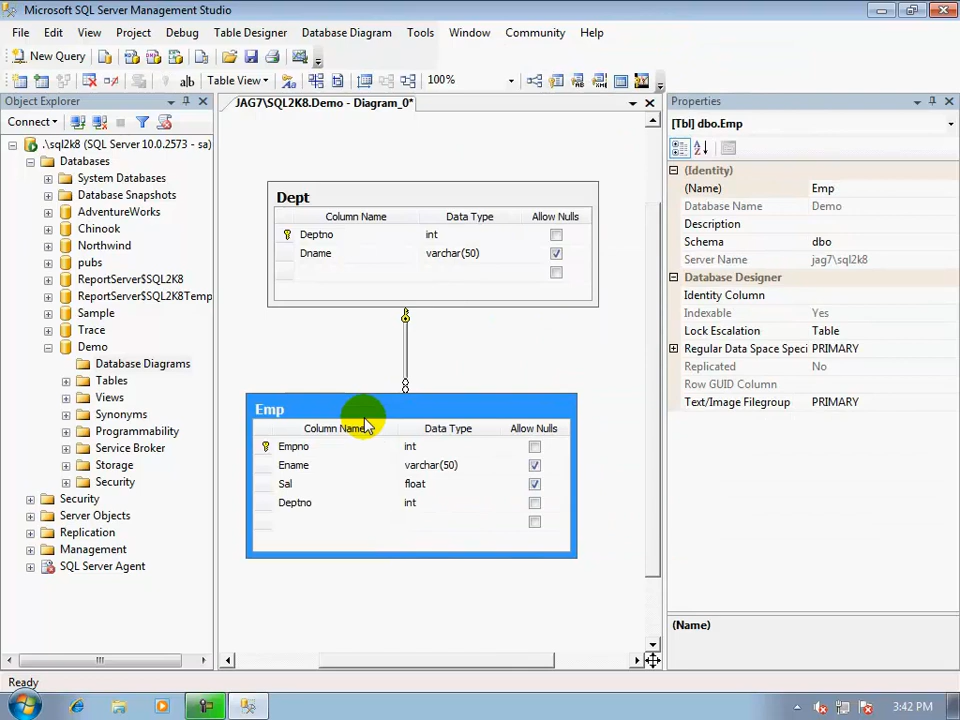 Microsoft SQL Server Management Studio
File Edit View Project Debug Table Designer Database Diagram Tools Window Community Help
New Query
Table View 100%
Object Explorer
Connect
.\sql2k8 (SQL Server 10.0.2573 - sa)
Databases
System Databases
Database Snapshots
AdventureWorks
Chinook
Northwind
pubs
ReportServer$SQL2K8
ReportServer$SQL2K8Temp
Sample
Trace
Demo
Database Diagrams
Tables
Views
Synonyms
Programmability
Service Broker
Storage
Security
Security
Server Objects
Replication
Management
SQL Server Agent
JAG7\SQL2K8.Demo - Diagram_0*
Dept
Column Name Data Type Allow Nulls
Deptno int
Dname varchar(50)
Emp
Column Name Data Type Allow Nulls
Empno int
Ename varchar(50)
Sal float
Deptno int
Properties
[Tbl] dbo.Emp
(Identity)
(Name) Emp
Database Name Demo
Description
Schema dbo
Server Name jag7\sql2k8
Database Designer
Identity Column
Indexable Yes
Lock Escalation Table
Regular Data Space Speci PRIMARY
Replicated No
Row GUID Column
Text/Image Filegroup PRIMARY
(Name)
Ready
3:42 PM